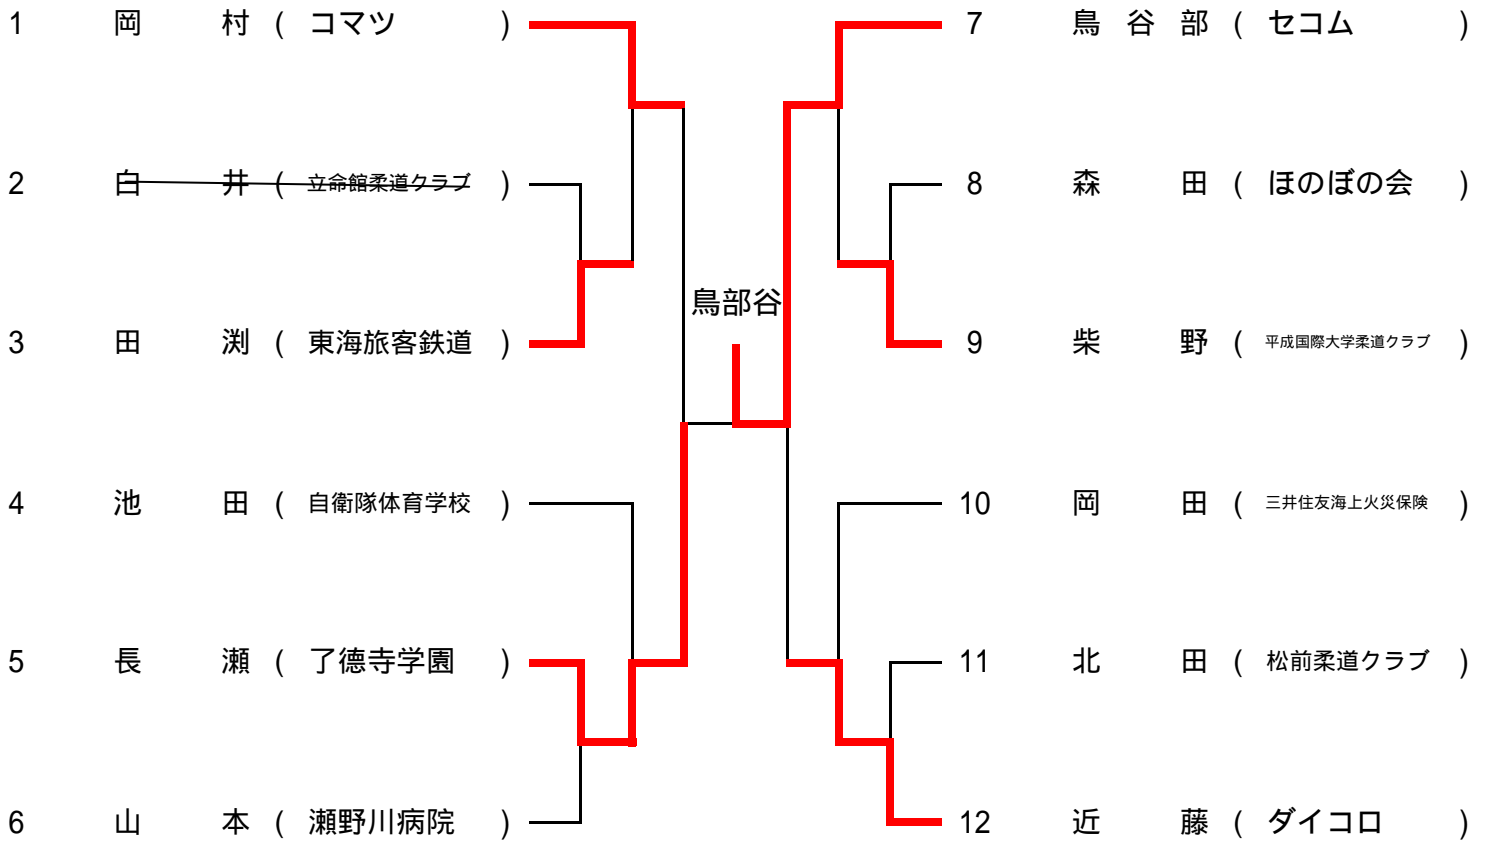 1 岡 村 ( コマツ )
2 白 井 ( 立命館柔道クラブ )
3 田 渕 ( 東海旅客鉄道 )
4 池 田 ( 自衛隊体育学校 )
5 長 瀬 ( 了德寺学園 )
6 山 本 ( 瀬野川病院 )
鳥部谷
7 鳥 谷 部 ( セコム )
8 森 田 ( ほのぼの会 )
9 柴 野 ( 平成国際大学柔道クラブ )
10 岡 田 ( 三井住友海上火災保険 )
11 北 田 ( 松前柔道クラブ )
12 近 藤 ( ダイコロ )